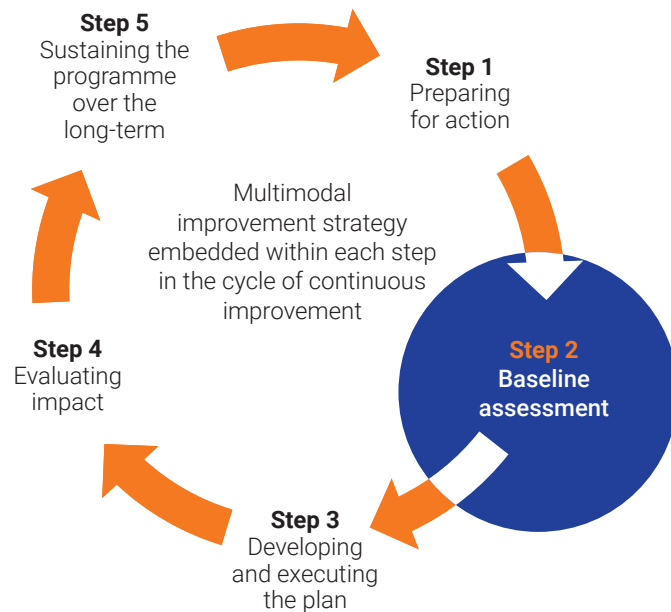 Step 1
Preparing
for action
Step 2
Baseline
assessment
Step 3
Developing
and executing
the plan
Step 4
Evaluating
impact
Step 5
Sustaining the
programme
over the
long-term
Multimodal
improvement strategy
embedded within each step
in the cycle of continuous
improvement